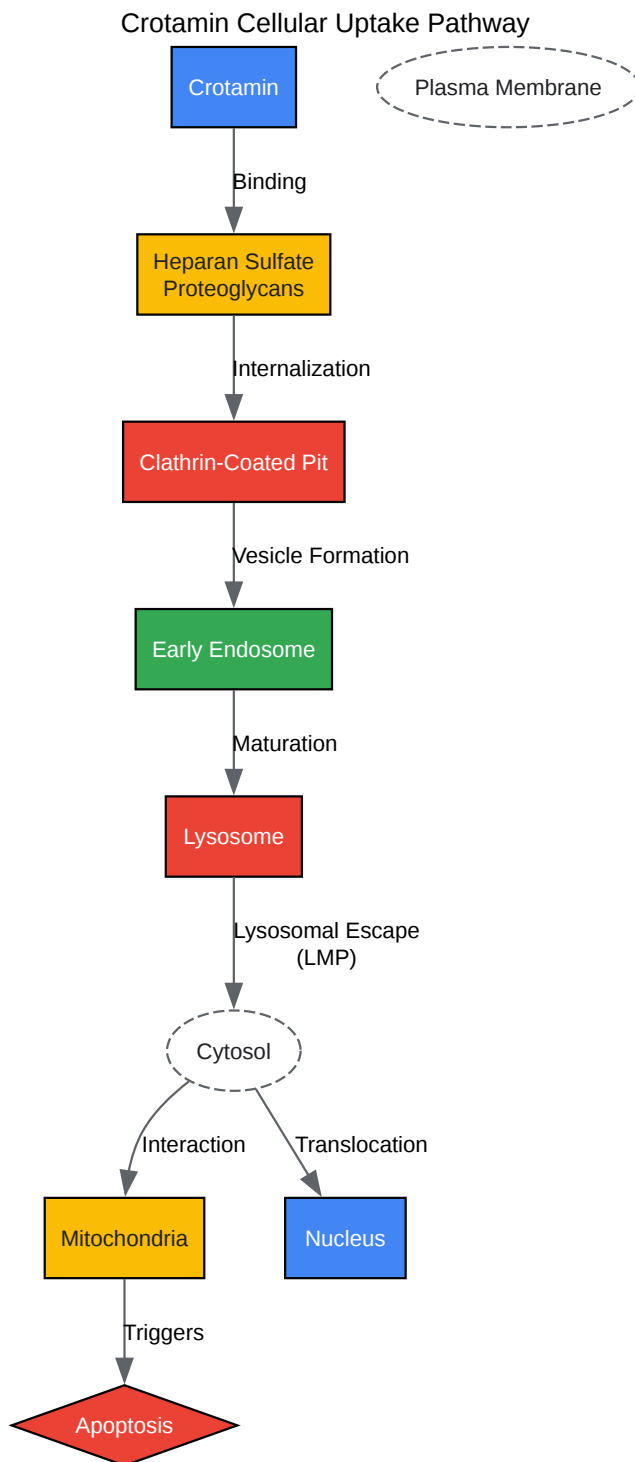 Crotamin Cellular Uptake Pathway
Crotamin
Plasma Membrane
Binding
Heparan Sulfate
Proteoglycans
Internalization
Clathrin-Coated Pit
Vesicle Formation
Early Endosome
Maturation
Lysosome
Lysosomal Escape
(LMP)
Cytosol
Interaction
Translocation
Mitochondria
Nucleus
Triggers
Apoptosis